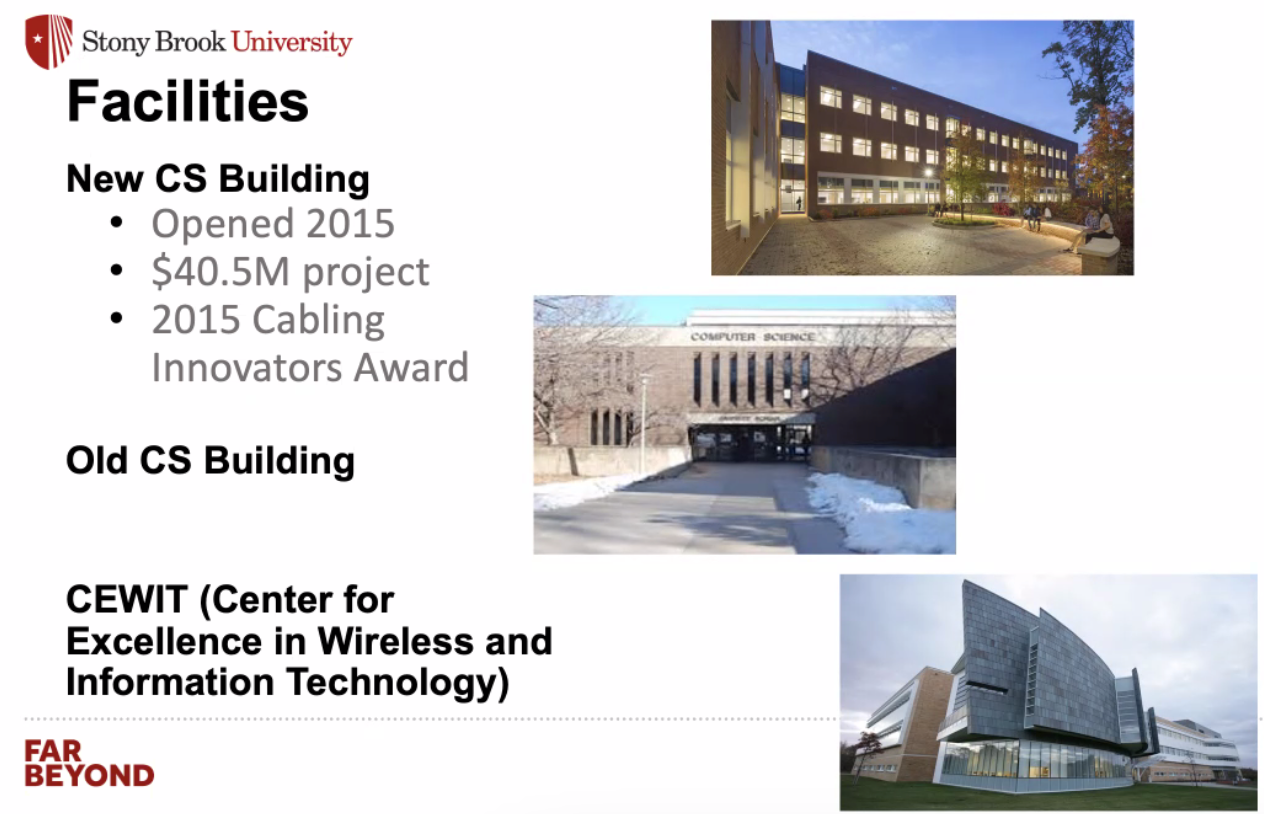 Stony Brook University
Facilities
New CS Building
• Opened 2015
• $40.5M project
• 2015 Cabling
Innovators Award
COMPUTER SCIENCE
Old CS Building
CEWIT (Center for
Excellence in Wireless and
Information Technology)
FAR
BEYOND